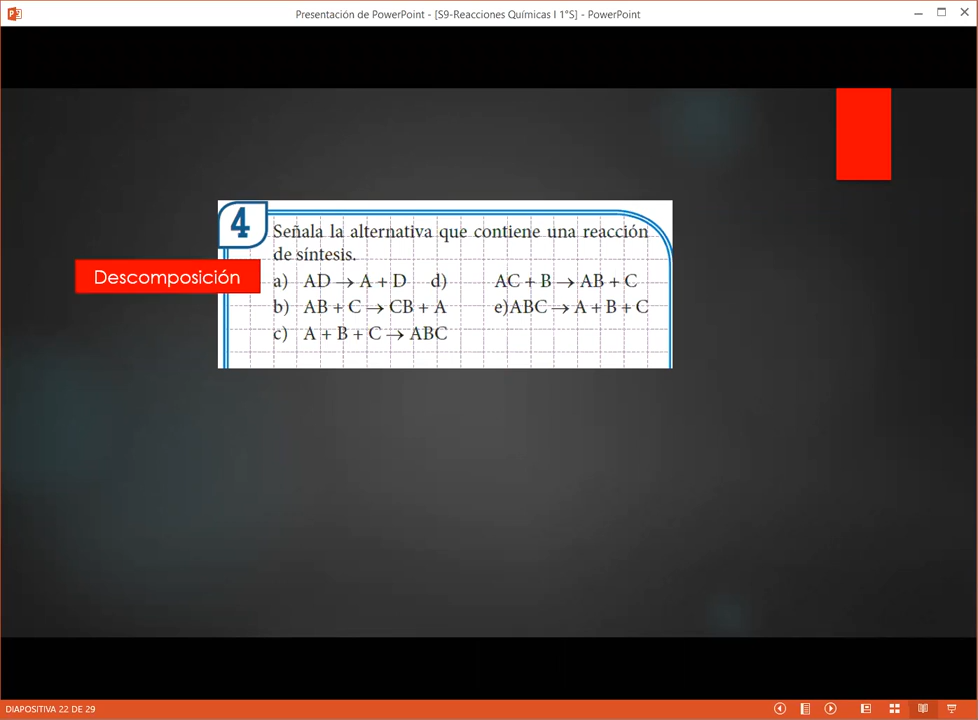 Presentación de PowerPoint - [S9-Reacciones Químicas I 1°S] - PowerPoint
4
Señala la alternativa que contiene una reacción
de síntesis.
Descomposición
a) AD → A + D d) AC + B → AB + C
b) AB + C → CB + A e)ABC → A + B + C
c) A + B + C → ABC
DIAPOSITIVA 22 DE 29